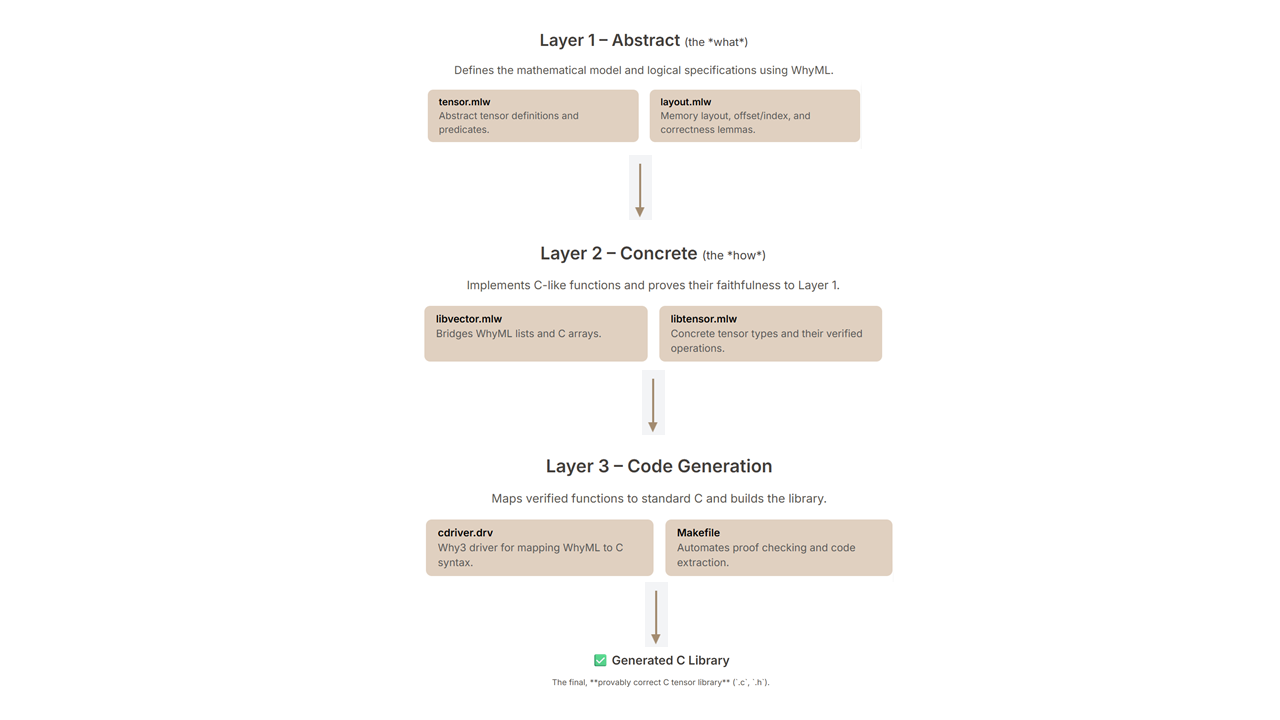 Layer 1 – Abstract (the *what*)
Defines the mathematical model and logical specifications using WhyML.
tensor.mlw
Abstract tensor definitions and
predicates.
layout.mlw
Memory layout, offset/index, and
correctness lemmas.
Layer 2 – Concrete (the *how*)
Implements C-like functions and proves their faithfulness to Layer 1.
libvector.mlw
Bridges WhyML lists and C arrays.
libtensor.mlw
Concrete tensor types and their verified
operations.
Layer 3 – Code Generation
Maps verified functions to standard C and builds the library.
cdriver.drv
Why3 driver for mapping WhyML to C
syntax.
Makefile
Automates proof checking and code
extraction.
✅ Generated C Library
The final, **provably correct C tensor library** (`.c`, `.h`).